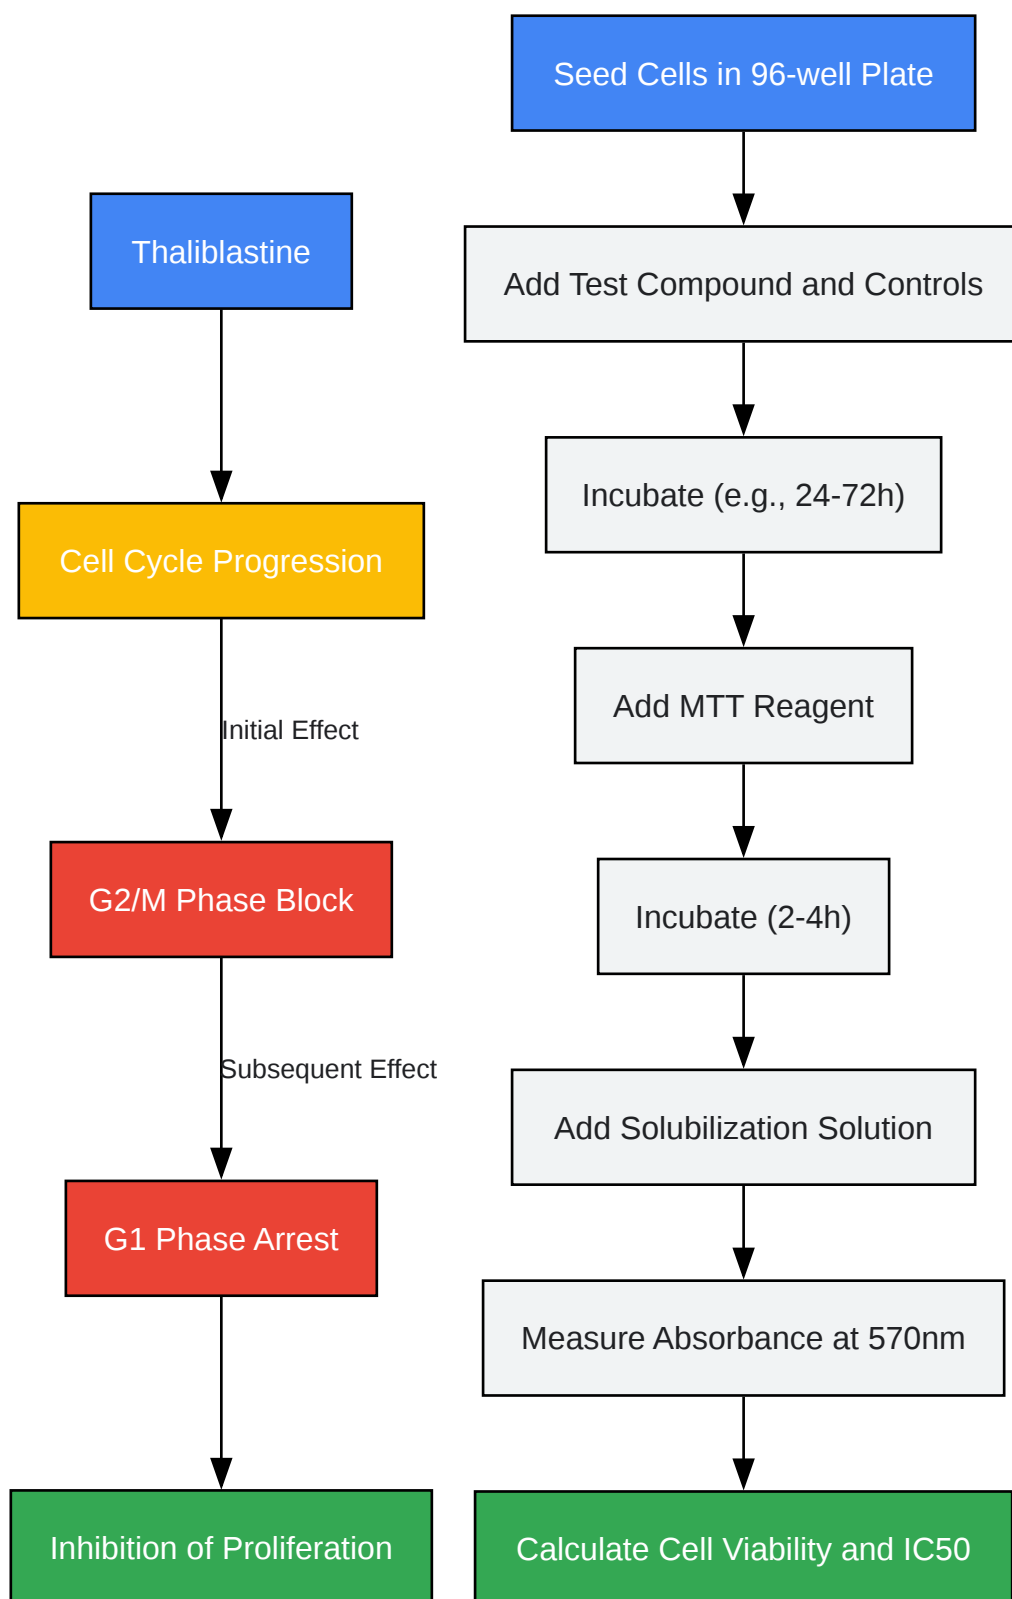 Thaliblastine
Cell Cycle Progression
Initial Effect
G2/M Phase Block
Subsequent Effect
G1 Phase Arrest
Inhibition of Proliferation
Seed Cells in 96-well Plate
Add Test Compound and Controls
Incubate (e.g., 24-72h)
Add MTT Reagent
Incubate (2-4h)
Add Solubilization Solution
Measure Absorbance at 570nm
Calculate Cell Viability and IC50